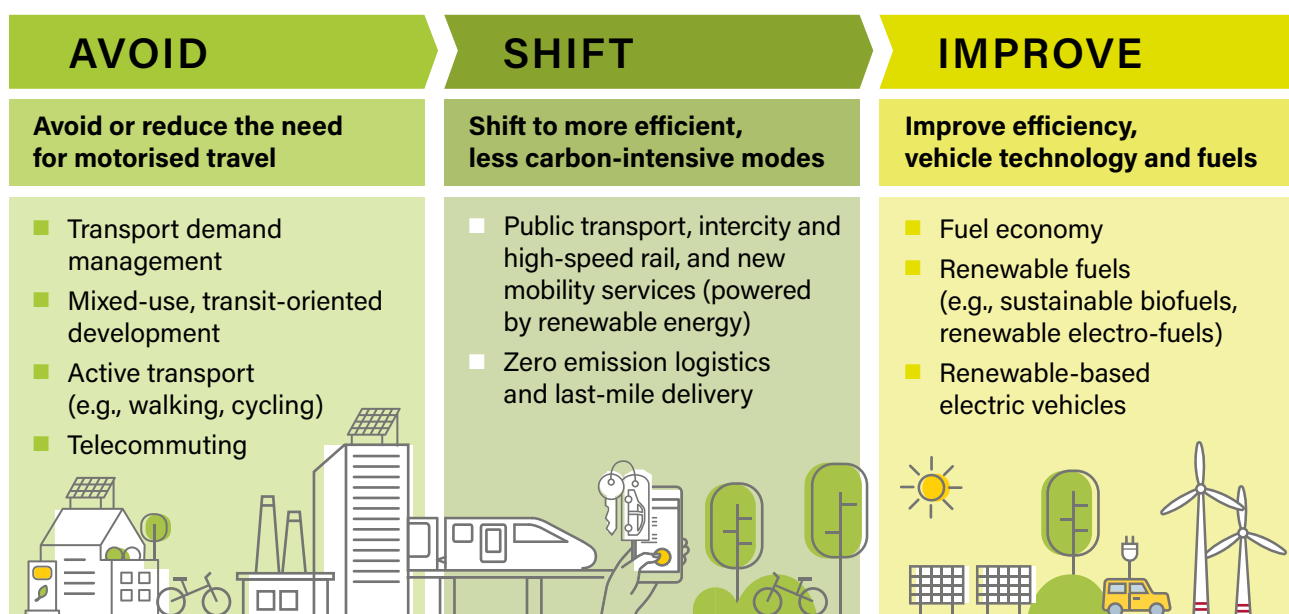 AVOID
Avoid or reduce the need
for motorised travel
Transport demand
management
Mixed-use, transit-oriented
development
Active transport
(e.g., walking, cycling)
Telecommuting
SHIFT
Shift to more efficient,
less carbon-intensive modes
Public transport, intercity and
high-speed rail, and new
mobility services (powered
by renewable energy)
Zero emission logistics
and last-mile delivery
IMPROVE
Improve efficiency,
vehicle technology and fuels
Fuel economy
Renewable fuels
(e.g., sustainable biofuels,
renewable electro-fuels)
Renewable-based
electric vehicles